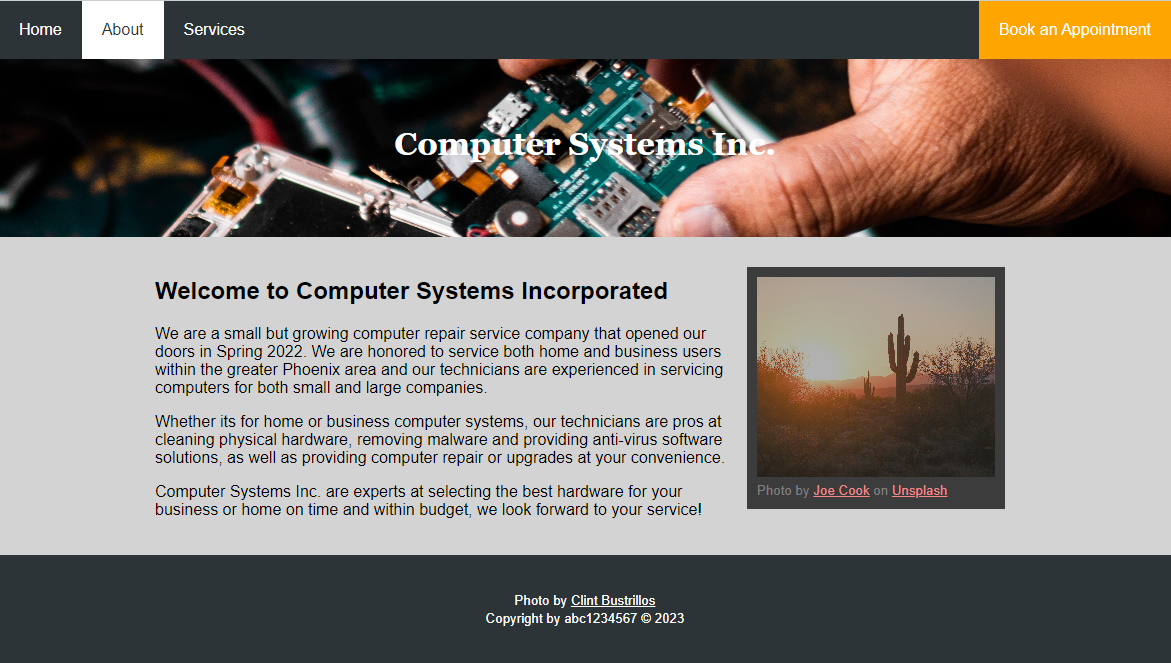 Home About Services Book an Appointment
Computer Systems Inc.
Welcome to Computer Systems Incorporated
We are a small but growing computer repair service company that opened our
doors in Spring 2022. We are honored to service both home and business users
within the greater Phoenix area and our technicians are experienced in servicing
computers for both small and large companies.
Whether its for home or business computer systems, our technicians are pros at
cleaning physical hardware, removing malware and providing anti-virus software
solutions, as well as providing computer repair or upgrades at your convenience.
Computer Systems Inc. are experts at selecting the best hardware for your
business or home on time and within budget, we look forward to your service!
Photo by Joe Cook on Unsplash
Photo by Clint Bustrillos
Copyright by abc1234567 © 2023